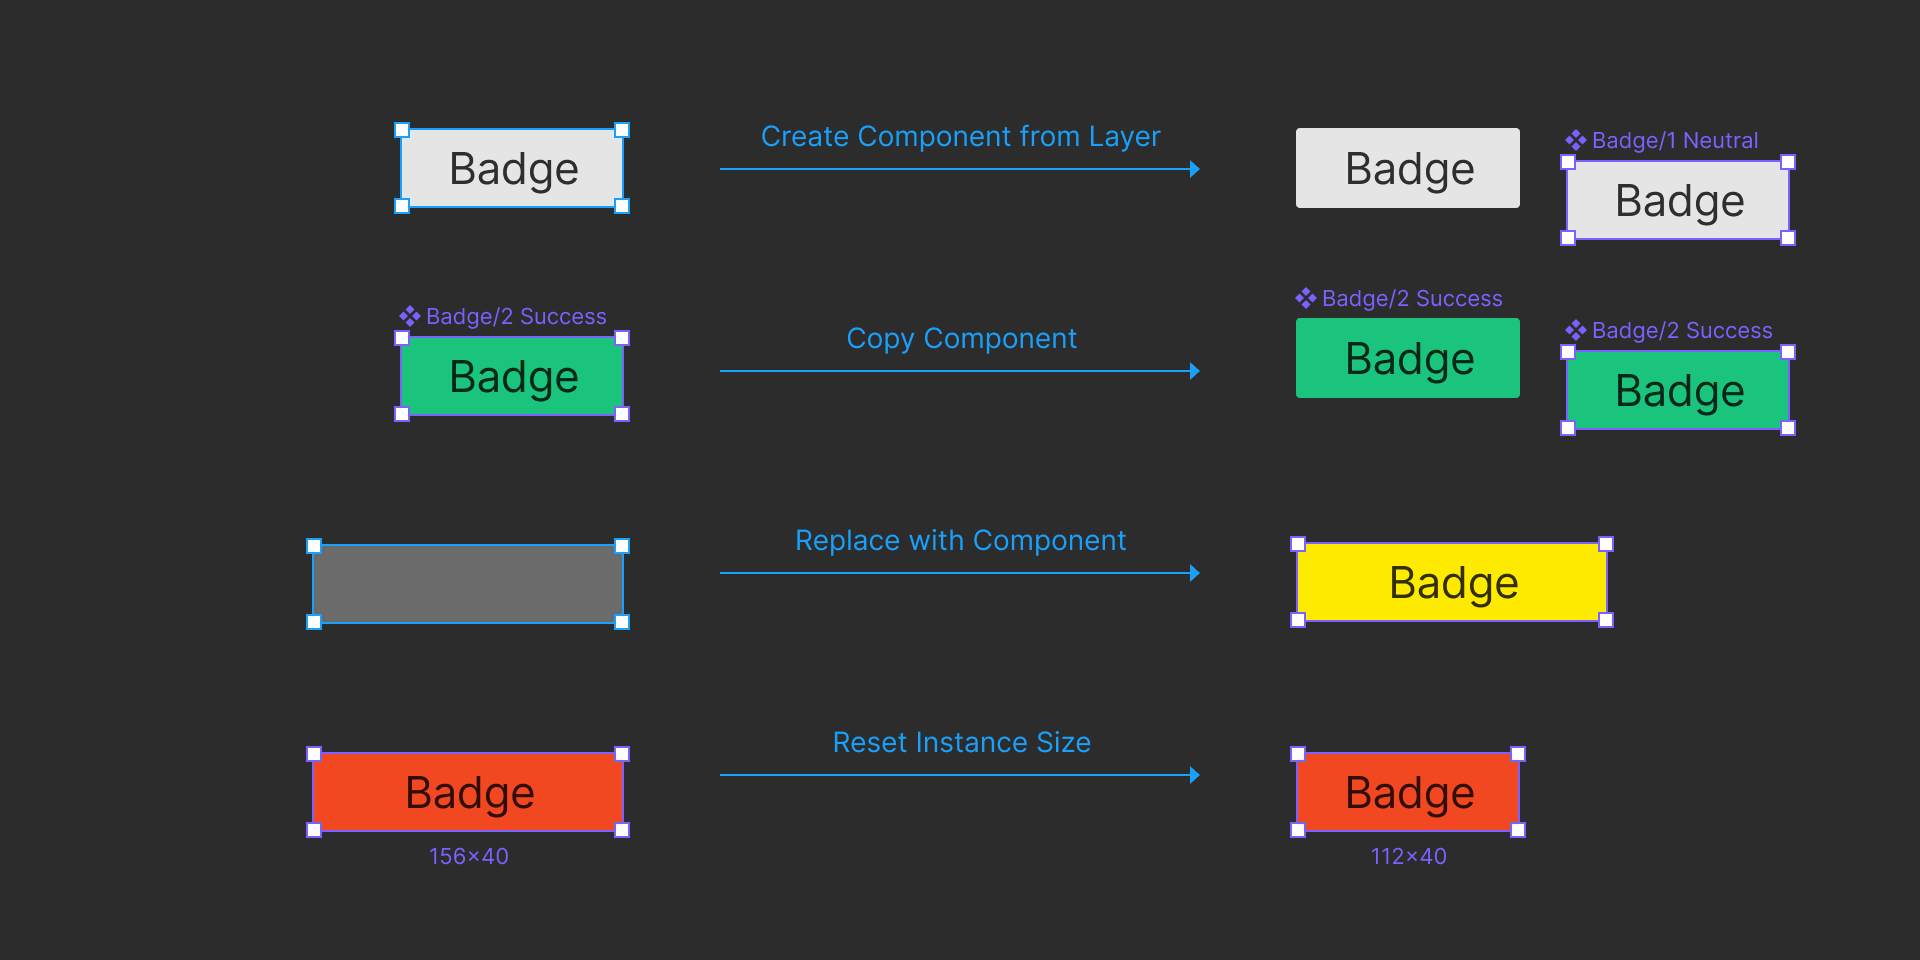 Badge
Create Component from Layer
Badge
Badge/1 Neutral
Badge
Badge/2 Success
Badge
Copy Component
Badge/2 Success
Badge
Badge/2 Success
Badge
Replace with Component
Badge
Badge
156×40
Reset Instance Size
Badge
112×40